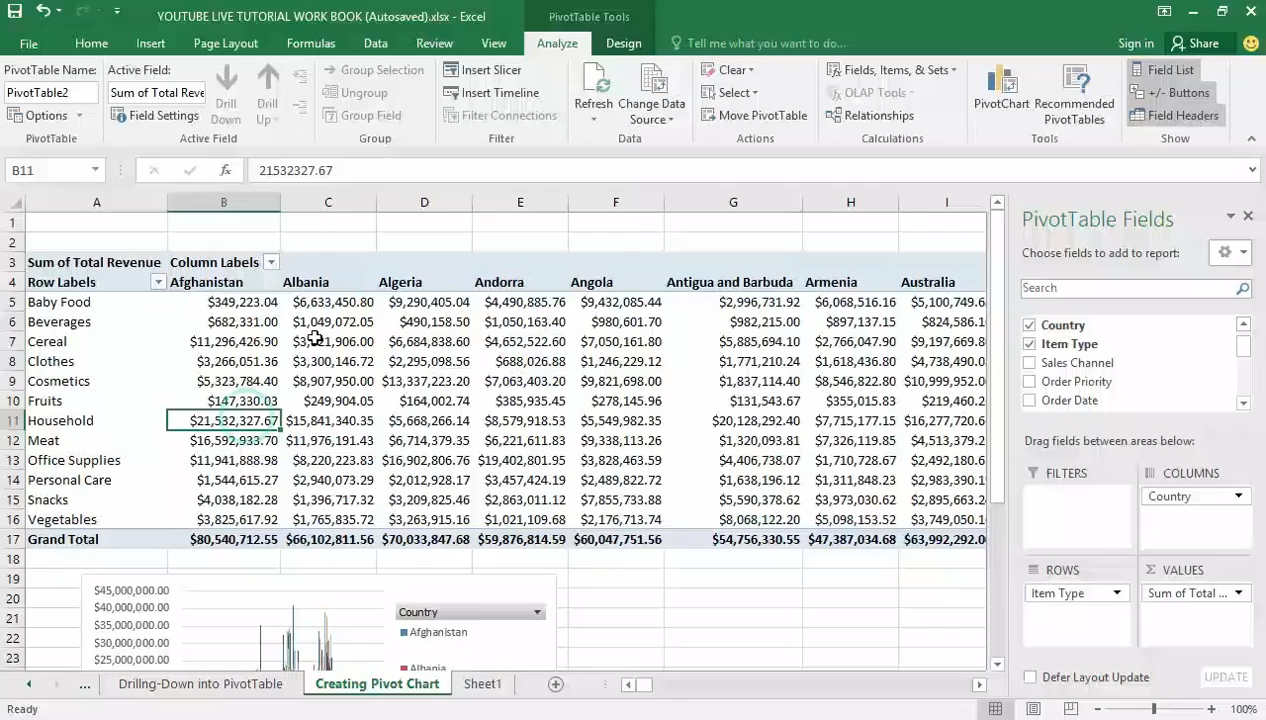 YOUTUBE LIVE TUTORIAL WORK BOOK (Autosaved).xlsx - Excel
PivotTable Tools
File Home Insert Page Layout Formulas Data Review View Analyze Design Tell me what you want to do... Sign in Share
PivotTable Name: Active Field:
PivotTable2 Sum of Total Reve
Options Field Settings
Drill Down Drill Up
Group Selection
Ungroup
Group Field
Insert Slicer
Insert Timeline
Filter Connections
Refresh Change Data Source
Clear
Select
Move PivotTable
Fields, Items, & Sets
OLAP Tools
Relationships
PivotChart Recommended PivotTables
Field List
+/- Buttons
Field Headers
PivotTable Active Field Group Filter Data Actions Calculations Tools Show
B11 fx 21532327.67
A B C D E F G H I
1
2
3 Sum of Total Revenue Column Labels
4 Row Labels Afghanistan Albania Algeria Andorra Angola Antigua and Barbuda Armenia Australia
5 Baby Food $349,223.04 $6,633,450.80 $9,290,405.04 $4,490,885.76 $9,432,085.44 $2,996,731.92 $6,068,516.16 $5,100,749.6
6 Beverages $682,331.00 $1,049,072.05 $490,158.50 $1,050,163.40 $980,601.70 $982,215.00 $897,137.15 $824,586.1
7 Cereal $11,296,426.90 $6,684,838.60 $4,652,522.60 $7,050,161.80 $5,885,694.10 $2,766,047.90 $9,197,669.8
8 Clothes $3,266,051.36 $3,300,146.72 $2,295,098.56 $688,026.88 $1,246,229.12 $1,771,210.24 $1,618,436.80 $4,738,490.0
9 Cosmetics $5,323,784.40 $8,907,950.00 $13,337,223.20 $7,063,403.20 $9,821,698.00 $1,837,114.40 $8,546,822.80 $10,999,952.0
10 Fruits $147,330.03 $249,904.05 $164,002.74 $385,935.45 $278,145.96 $131,543.67 $355,015.83 $219,460.2
11 Household $21,532,327.67 $15,841,340.35 $5,668,266.14 $8,579,918.53 $5,549,982.35 $20,128,292.40 $7,715,177.15 $16,277,720.6
12 Meat $16,592,933.70 $11,976,191.43 $6,714,379.35 $6,221,611.83 $9,338,113.26 $1,320,093.81 $7,326,119.85 $4,513,379.2
13 Office Supplies $11,941,888.98 $8,220,223.83 $16,902,806.76 $19,402,801.95 $3,828,463.59 $4,406,738.07 $1,710,728.67 $2,492,180.6
14 Personal Care $1,544,615.27 $2,940,073.29 $2,012,928.17 $3,457,424.19 $2,489,822.72 $1,638,196.12 $1,311,848.23 $2,983,390.1
15 Snacks $4,038,182.28 $1,396,717.32 $3,209,825.46 $2,863,011.12 $7,855,733.88 $5,590,378.62 $3,973,030.62 $2,895,663.2
16 Vegetables $3,825,617.92 $1,765,835.72 $3,263,915.16 $1,021,109.68 $2,176,713.74 $8,068,122.20 $5,098,153.52 $3,749,050.1
17 Grand Total $80,540,712.55 $66,102,811.56 $70,033,847.68 $59,876,814.59 $60,047,751.56 $54,756,330.55 $47,387,034.68 $63,992,292.0
18
19
20
21
22
23
$45,000,000.00
$40,000,000.00
$35,000,000.00
$30,000,000.00
$25,000,000.00
Country
Afghanistan
Albania
PivotTable Fields
Choose fields to add to report:
Search
Country
Item Type
Sales Channel
Order Priority
Order Date
Drag fields between areas below:
FILTERS COLUMNS
Country
ROWS VALUES
Item Type Sum of Total ...
Defer Layout Update UPDATE
... Drillng-Down into PivotTable Creating Pivot Chart Sheet1
Ready 100%